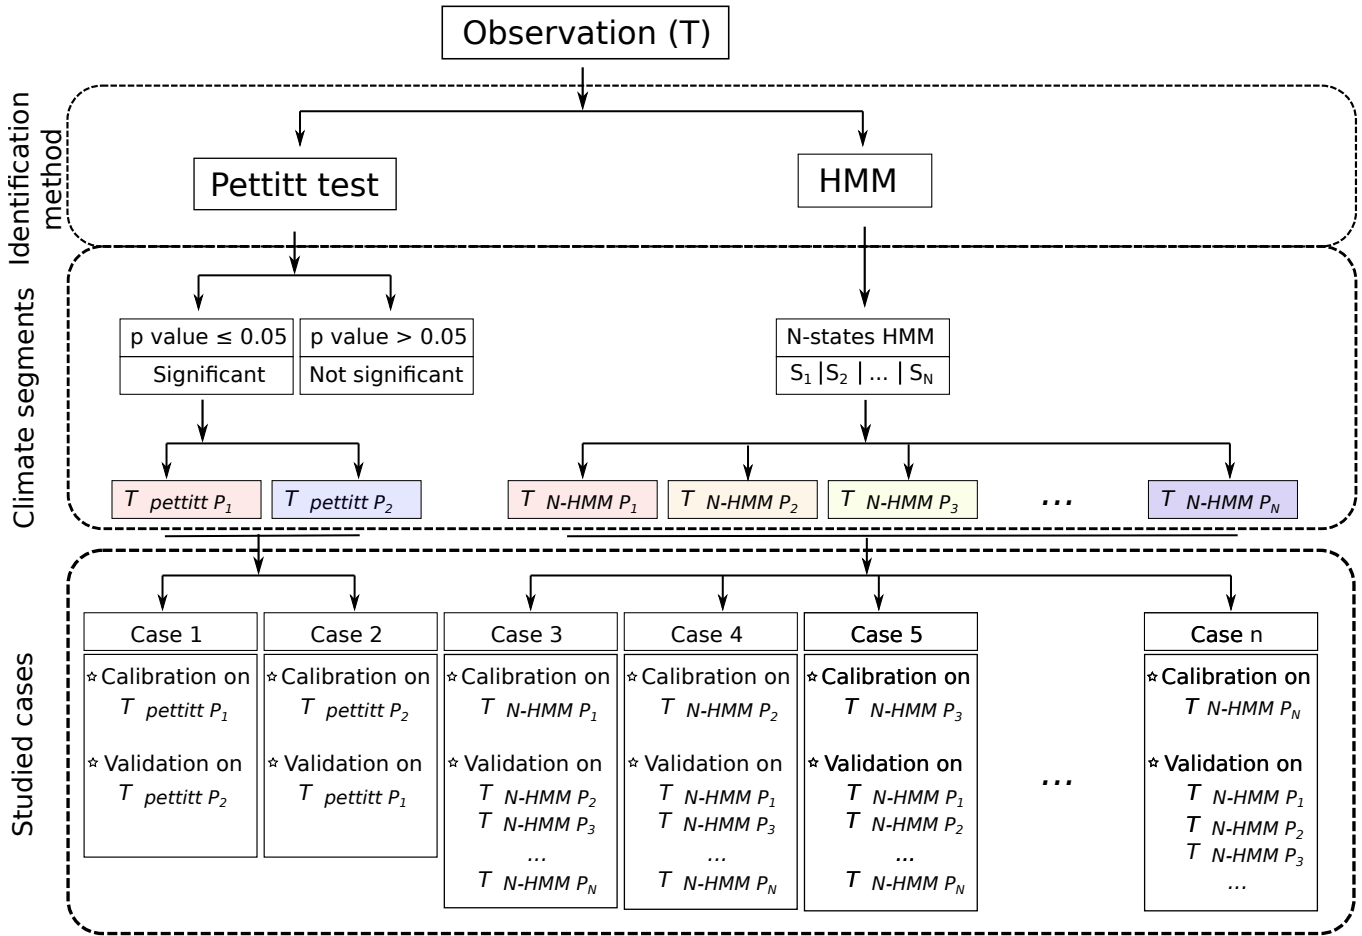 Observation (T)
Identification
method
Pettitt test
HMM
Climate segments
p value ≤ 0.05
Significant
p value > 0.05
Not significant
N-states HMM
S1 |S2 | ... | SN
T pettitt P1
T pettitt P2
T N-HMM P1
T N-HMM P2
T N-HMM P3
...
T N-HMM PN
Studied cases
Case 1
☆ Calibration on
T pettitt P1
☆ Validation on
T pettitt P2
Case 2
☆ Calibration on
T pettitt P2
☆ Validation on
T pettitt P1
Case 3
☆ Calibration on
T N-HMM P1
☆ Validation on
T N-HMM P2
T N-HMM P3
...
T N-HMM PN
Case 4
☆ Calibration on
T N-HMM P2
☆ Validation on
T N-HMM P1
T N-HMM P3
...
T N-HMM PN
Case 5
☆ Calibration on
T N-HMM P3
☆ Validation on
T N-HMM P1
T N-HMM P2
...
T N-HMM PN
...
Case n
☆ Calibration on
T N-HMM PN
☆ Validation on
T N-HMM P1
T N-HMM P2
T N-HMM P3
...